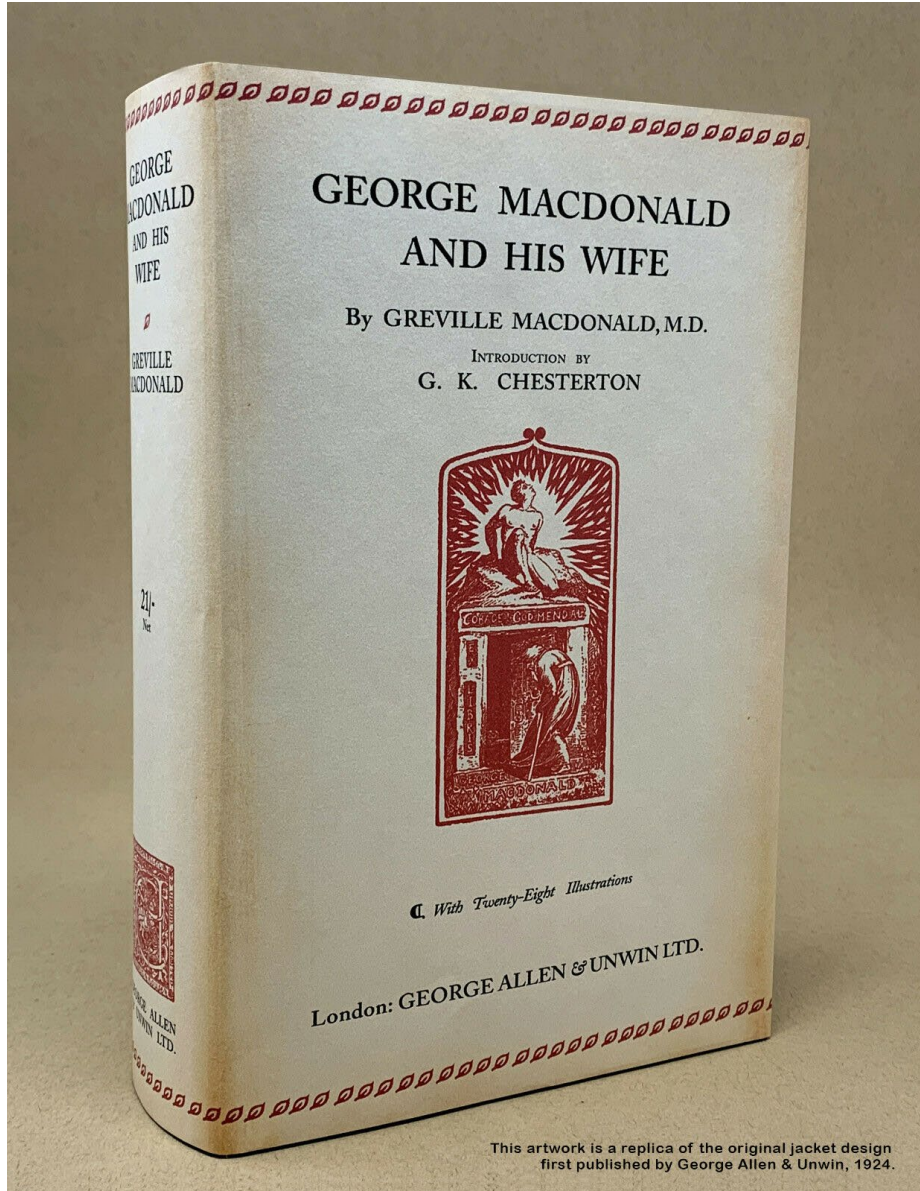 GEORGE
MACDONALD
AND HIS
WIFE
GREVILLE
MACDONALD
21/-
Net
GEORGE ALLEN
UNWIN LTD.
GEORGE MACDONALD
AND HIS WIFE
By GREVILLE MACDONALD, M.D.
INTRODUCTION BY
G. K. CHESTERTON
CORAGE! GOD MEND AL
GEORGE
MACDONALD
With Twenty-Eight Illustrations
London: GEORGE ALLEN & UNWIN LTD.
This artwork is a replica of the original jacket design
first published by George Allen & Unwin, 1924.